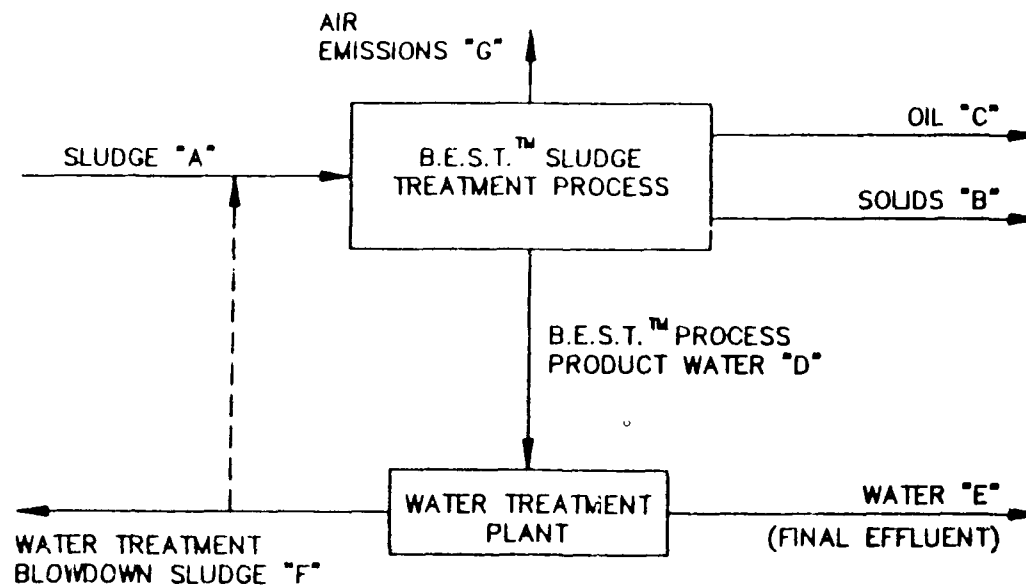 AIR
EMISSIONS "G"
SLUDGE "A"
B.E.S.T.™ SLUDGE
TREATMENT PROCESS
OIL "C"
SOLIDS "B"
B.E.S.T.™ PROCESS
PRODUCT WATER "D"
WATER TREATMENT
PLANT
WATER "E"
(FINAL EFFLUENT)
WATER TREATMENT
BLOWDOWN SLUDGE "F"